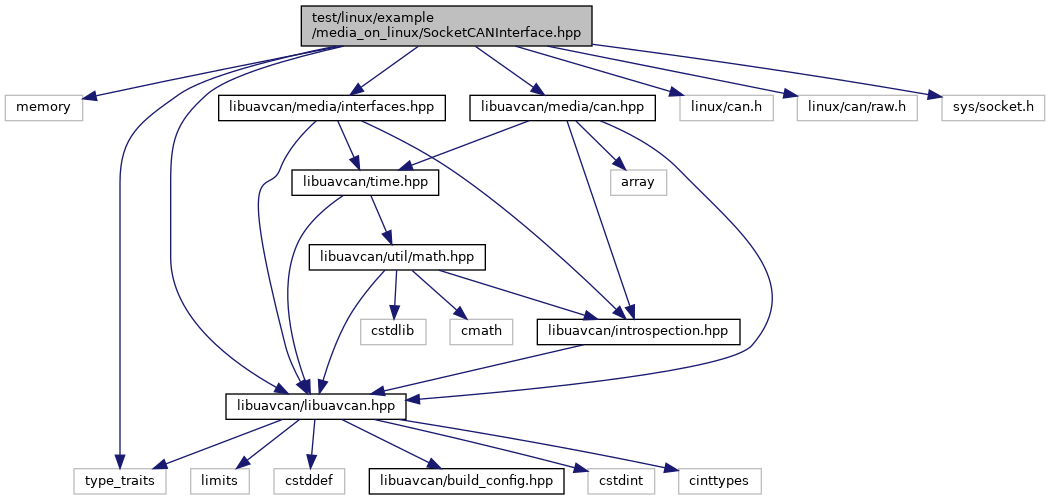 test/linux/example
/media_on_linux/SocketCANInterface.hpp
memory
libuavcan/media/interfaces.hpp
libuavcan/media/can.hpp
linux/can.h
linux/can/raw.h
sys/socket.h
libuavcan/time.hpp
array
libuavcan/util/math.hpp
cstdlib
cmath
libuavcan/introspection.hpp
libuavcan/libuavcan.hpp
type_traits
limits
cstddef
libuavcan/build_config.hpp
cstdint
cinttypes